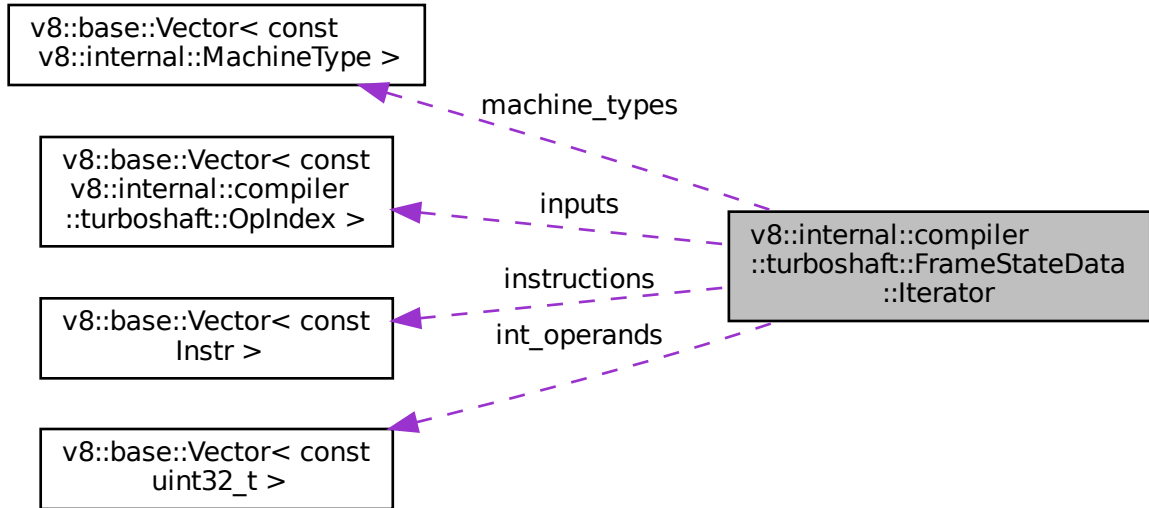 v8::base::Vector< const
v8::internal::MachineType >
machine_types
v8::base::Vector< const
v8::internal::compiler
::turboshaft::OpIndex >
inputs
v8::internal::compiler
::turboshaft::FrameStateData
::Iterator
instructions
v8::base::Vector< const
Instr >
int_operands
v8::base::Vector< const
uint32_t >